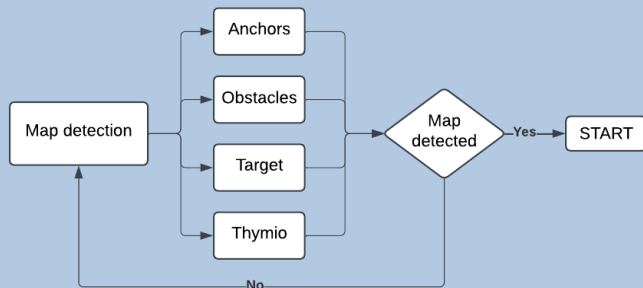 Anchors
Obstacles
Map detection
Map
detected
Yes
START
Target
Thymio
No